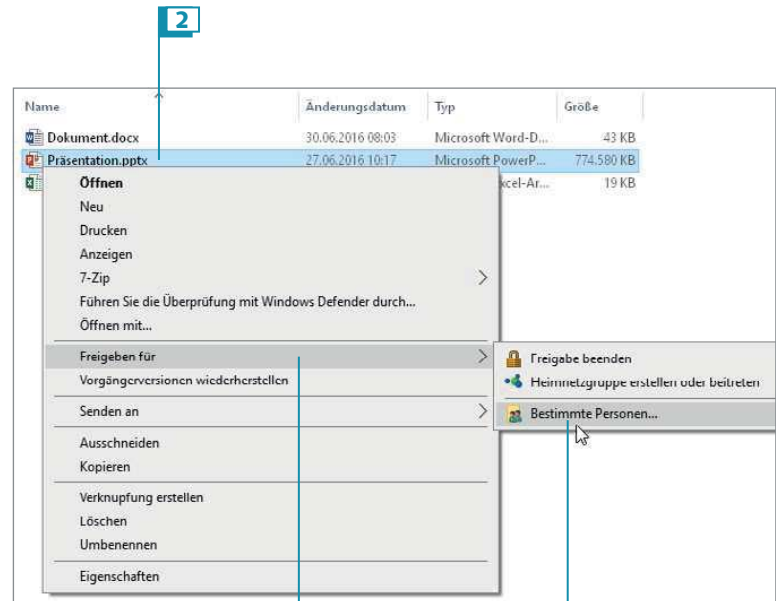 2
Name Änderungsdatum Typ Größe
Dokument.docx 30.06.2016 08:03 Microsoft Word-D... 43 KB
Präsentation.pptx 27.06.2016 10:17 Microsoft PowerP... 774.580 KB
xcel-Ar... 19 KB
Öffnen
Neu
Drucken
Anzeigen
7-Zip
Führen Sie die Überprüfung mit Windows Defender durch...
Öffnen mit...
Freigeben für
Vorgängerversionen wiederherstellen
Senden an
Ausschneiden
Kopieren
Verknupfung erstellen
Löschen
Umbenennen
Eigenschaften
Freigabe beenden
Heimnetzgruppe erstellen oder beitreten
Bestimmte Personen...